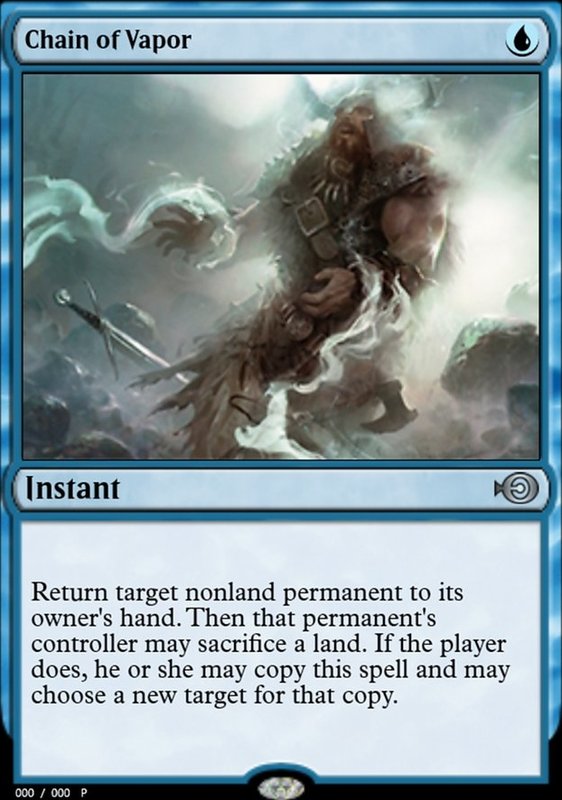 Chain of Vapor
Instant
Return target nonland permanent to its
owner's hand. Then that permanent's
controller may sacrifice a land. If the player
does, he or she may copy this spell and may
choose a new target for that copy.
000 / 000 P